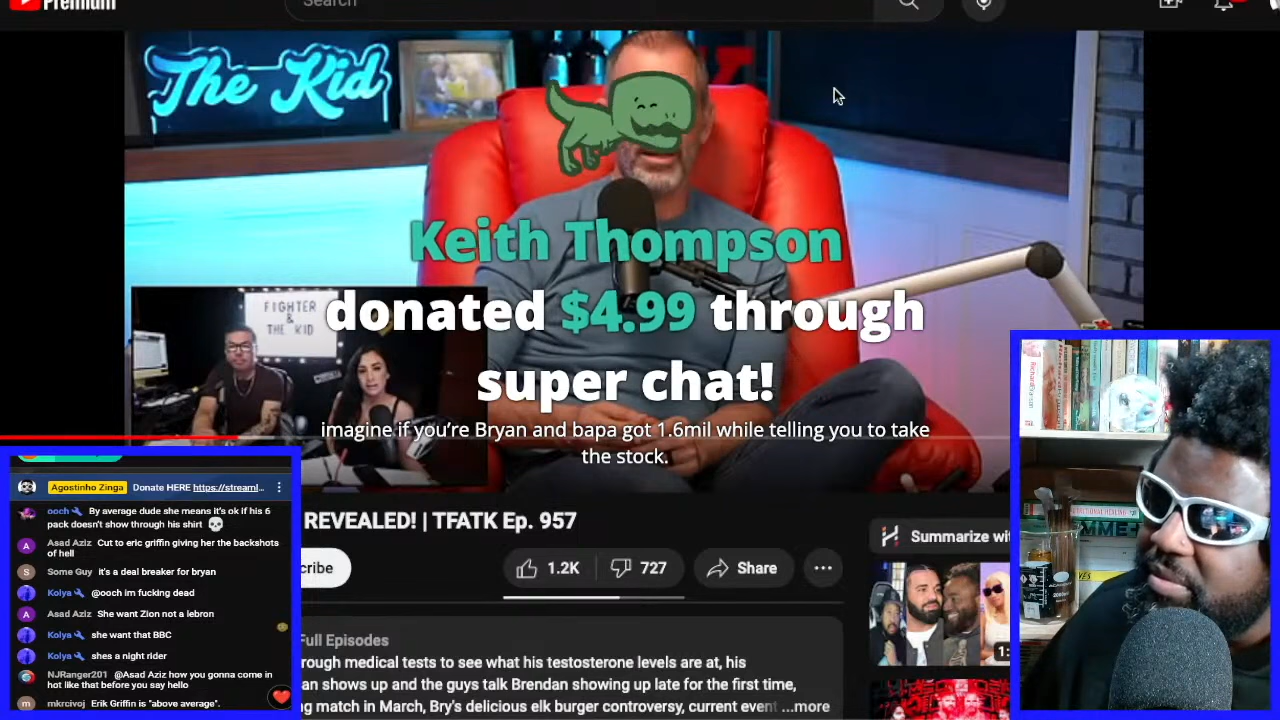 Premium
Search
The Kid
FIGHTER
&
THE KID
Keith Thompson
donated $4.99 through
super chat!
imagine if you're Bryan and bapa got 1.6mil while telling you to take
the stock.
REVEALED! | TFATK Ep. 957
cribe
1.2K
727
Share
...
Summarize wit
Full Episodes
rough medical tests to see what his testosterone levels are at, his
an shows up and the guys talk Brendan showing up late for the first time,
g match in March, Bry's delicious elk burger controversy, current event ...more
1:
Agostinho Zinga Donate HERE https://streaml...
ooch By average dude she means it's ok if his 6
pack doesn't show through his shirt
Asad Aziz Cut to eric griffin giving her the backshots
of hell
Some Guy it's a deal breaker for bryan
Kolya @ooch im fucking dead
Asad Aziz She want Zion not a lebron
Kolya she want that BBC
Kolya shes a night rider
NJRanger201 @Asad Aziz how you gonna come in
hot like that before you say hello
mkrcivoj Erik Griffin is "above average".